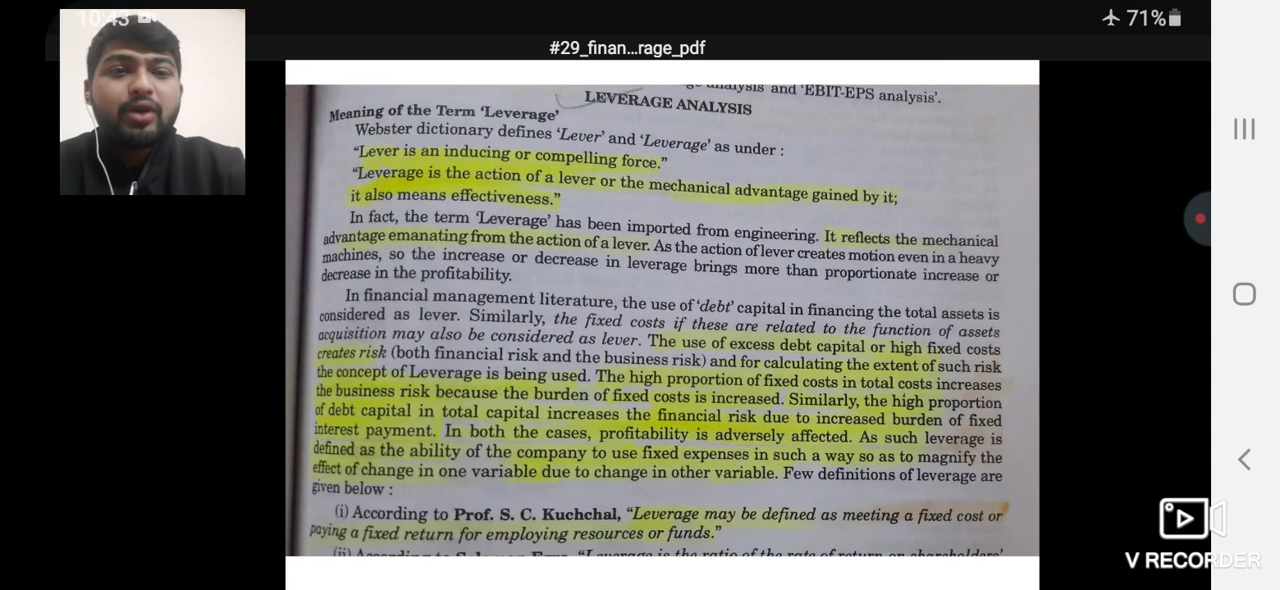 10:43
71%
#29_finan...rage_pdf
analysis and 'EBIT-EPS analysis'.
LEVERAGE ANALYSIS
Meaning of the Term 'Leverage'
Webster dictionary defines 'Lever' and 'Leverage' as under :
"Lever is an inducing or compelling force."
"Leverage is the action of a lever or the mechanical advantage gained by it;
it also means effectiveness."
In fact, the term 'Leverage' has been imported from engineering. It reflects the mechanical
advantage emanating from the action of a lever. As the action of lever creates motion even in a heavy
machines, so the increase or decrease in leverage brings more than proportionate increase or
decrease in the profitability.
In financial management literature, the use of 'debt' capital in financing the total assets is
considered as lever. Similarly, the fixed costs if these are related to the function of assets
acquisition may also be considered as lever. The use of excess debt capital or high fixed costs
creates risk (both financial risk and the business risk) and for calculating the extent of such risk
the concept of Leverage is being used. The high proportion of fixed costs in total costs increases
the business risk because the burden of fixed costs is increased. Similarly, the high proportion
of debt capital in total capital increases the financial risk due to increased burden of fixed
interest payment. In both the cases, profitability is adversely affected. As such leverage is
defined as the ability of the company to use fixed expenses in such a way so as to magnify the
effect of change in one variable due to change in other variable. Few definitions of leverage are
given below :
(i) According to Prof. S. C. Kuchchal, "Leverage may be defined as meeting a fixed cost or
paying a fixed return for employing resources or funds."
"Leverage is the ratio of the rate of return on shareholders'
V RECORDER